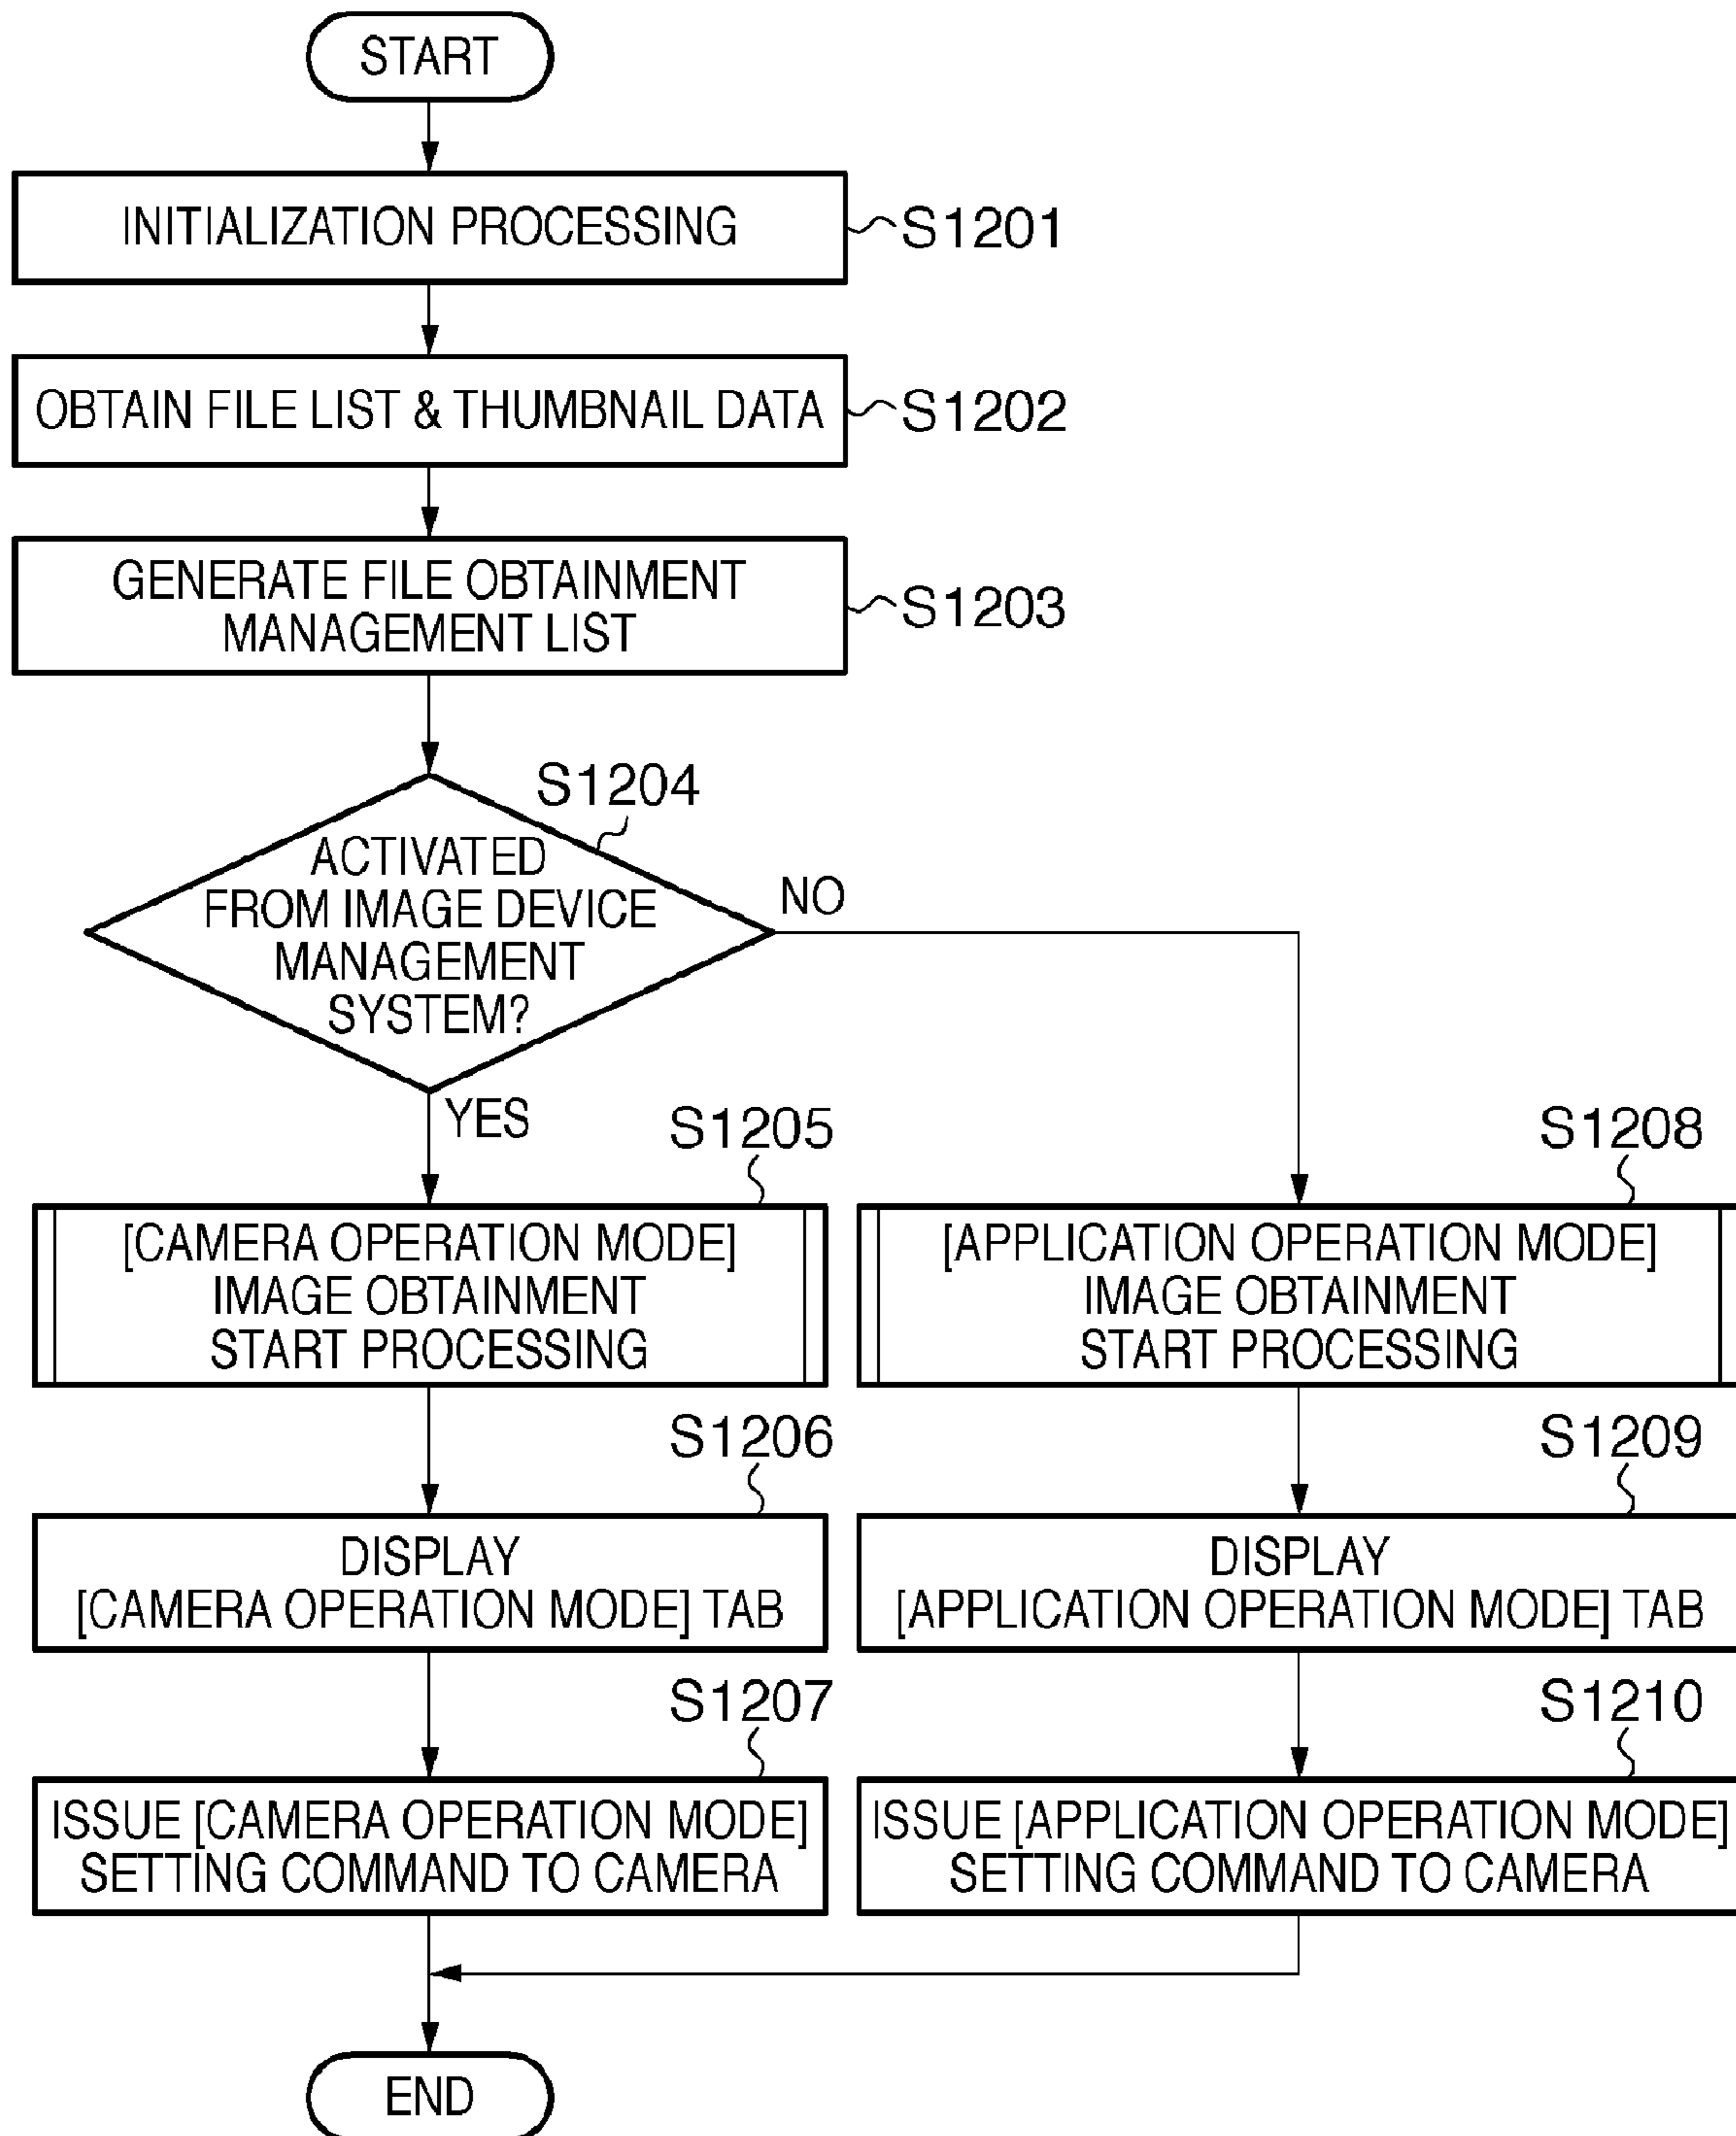 START
INITIALIZATION PROCESSING
S1201
OBTAIN FILE LIST & THUMBNAIL DATA
S1202
GENERATE FILE OBTAINMENT
MANAGEMENT LIST
S1203
S1204
ACTIVATED
FROM IMAGE DEVICE
MANAGEMENT
SYSTEM?
NO
YES
S1205
[CAMERA OPERATION MODE]
IMAGE OBTAINMENT
START PROCESSING
S1206
DISPLAY
[CAMERA OPERATION MODE] TAB
S1207
ISSUE [CAMERA OPERATION MODE]
SETTING COMMAND TO CAMERA
S1208
[APPLICATION OPERATION MODE]
IMAGE OBTAINMENT
START PROCESSING
S1209
DISPLAY
[APPLICATION OPERATION MODE] TAB
S1210
ISSUE [APPLICATION OPERATION MODE]
SETTING COMMAND TO CAMERA
END